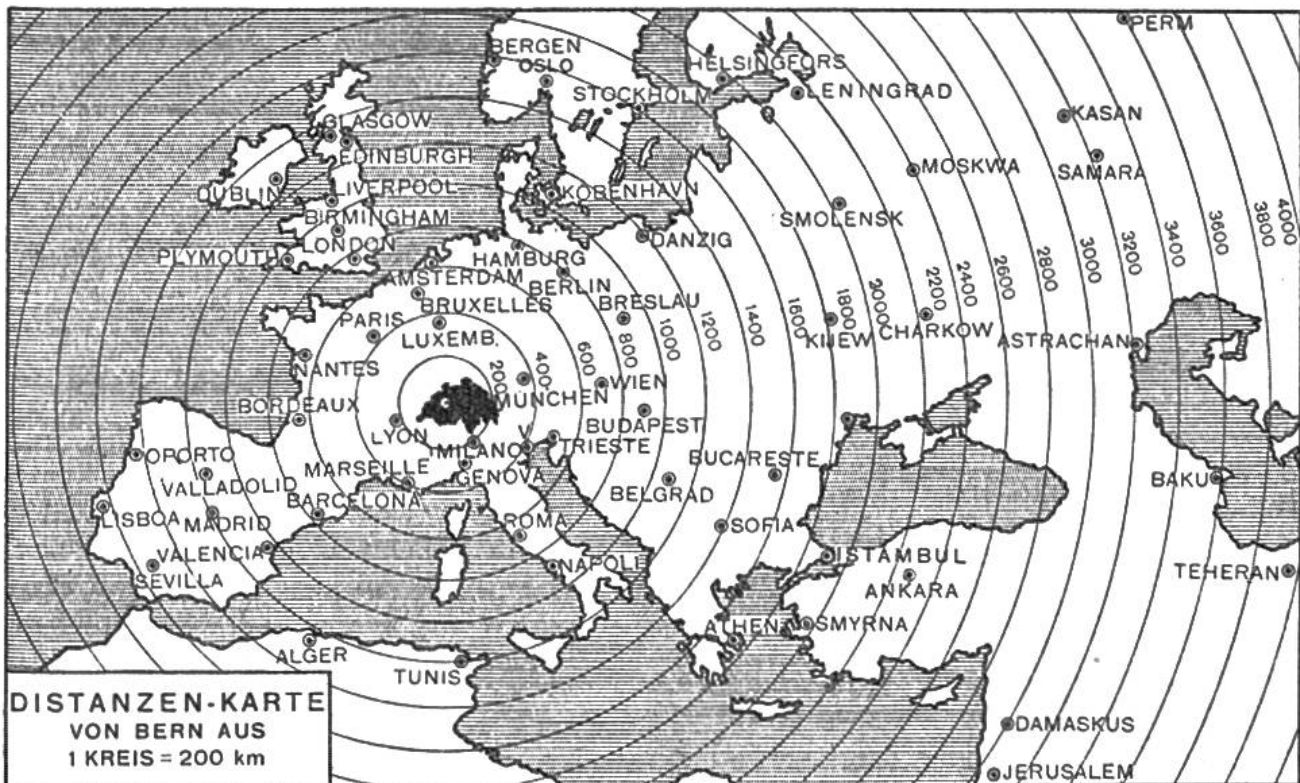 PERM
BERGEN
OSLO
HELSINGFORS
STOCKHOLM
LENINGRAD
KASAN
GLASGOW
EDINBURGH
MOSKWA
SAMARA
DUBLIN
LIVERPOOL
KÖBENHAVN
BIRMINGHAM
SMOLENSK
LONDON
PLYMOUTH
HAMBURG
DANZIG
AMSTERDAM
BERLIN
BRUXELLES
BRESLAU
PARIS
LUXEMB.
KIJEW
CHARKOW
ASTRACHAN
200
400
600
800
1000
1200
1400
1600
1800
2000
2200
2400
2600
2800
3000
3200
3400
3600
3800
4000
NANTES
MÜNCHEN
WIEN
BORDEAUX
LYON
BUDAPEST
MILANO
V.
TRIESTE
OPORTO
MARSEILLE
GENOVA
BUCARESTE
VALLADOLID
BARCELONA
BELGRAD
BAKU
LISBOA
MADRID
ROMA
SOFIA
VALENCIA
ISTAMBUL
SEVILLA
NAPOLI
ANKARA
TEHERAN
ATHEN
SMYRNA
ALGER
TUNIS
DAMASKUS
JERUSALEM
DISTANZEN-KARTE
VON BERN AUS
1 KREIS = 200 km